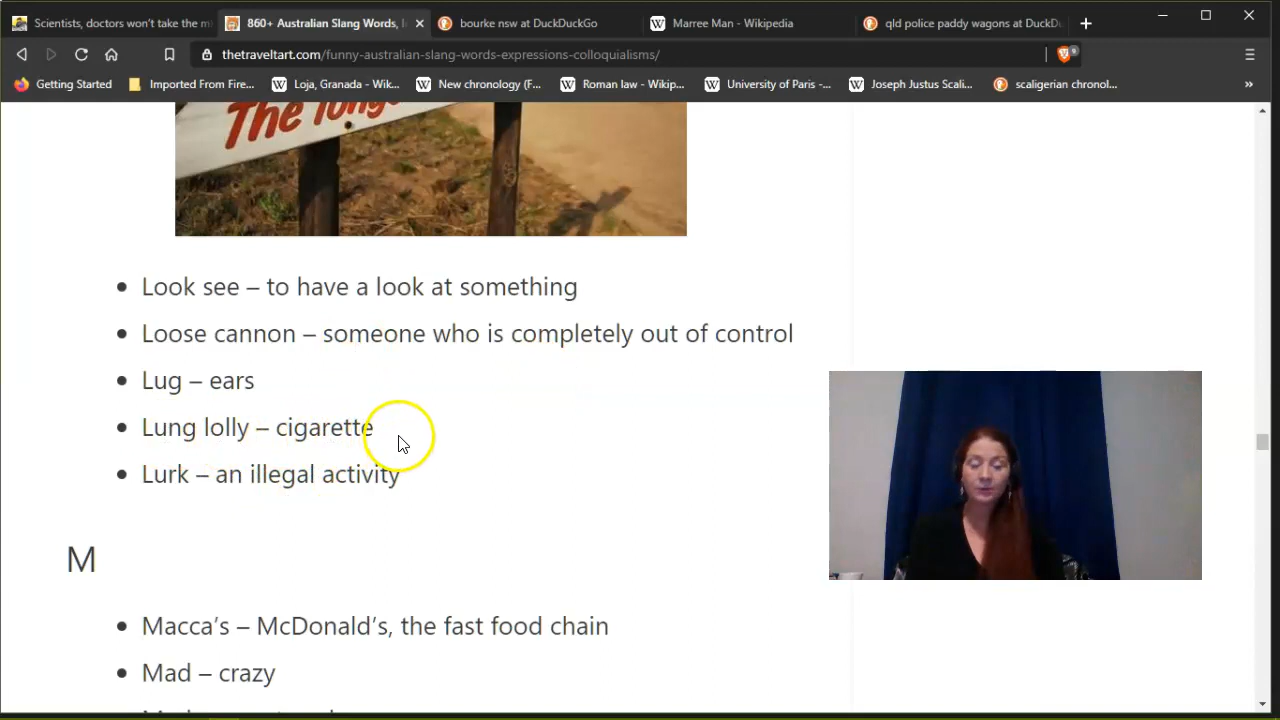 Scientists, doctors won't take the m
860+ Australian Slang Words,
bourke nsw at DuckDuckGo
Marree Man - Wikipedia
qld police paddy wagons at DuckDu
thetraveltart.com/funny-australian-slang-words-expressions-colloquialisms/
9
Getting Started
Imported From Fire...
Loja, Granada - Wik...
New chronology (F...
Roman law - Wikip...
University of Paris -...
Joseph Justus Scali...
scaligerian chronol...
The longe
Look see – to have a look at something
Loose cannon – someone who is completely out of control
Lug – ears
Lung lolly – cigarette
Lurk – an illegal activity
M
Macca's – McDonald's, the fast food chain
Mad – crazy